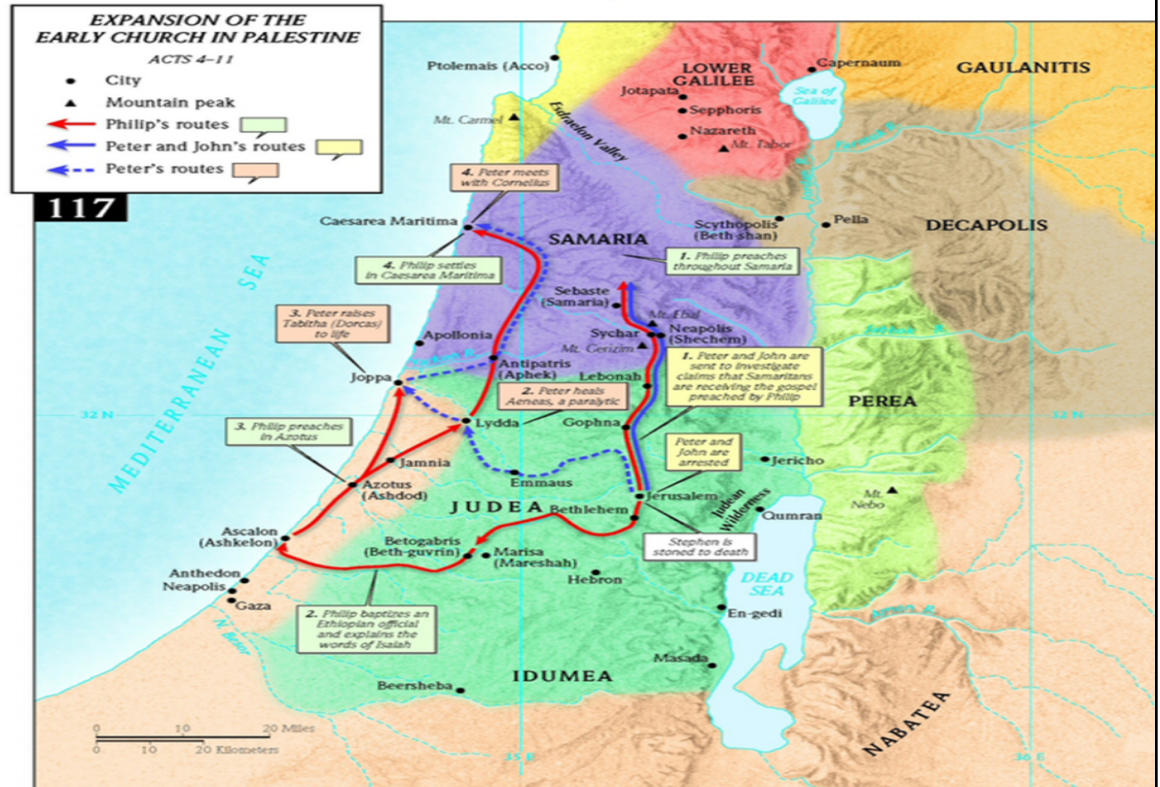 EXPANSION OF THE
EARLY CHURCH IN PALESTINE
ACTS 4–11
City
Mountain peak
Philip's routes
Peter and John's routes
Peter's routes
117
Ptolemais (Acco)
LOWER
GALILEE
Capernaum
GAULANITIS
Jotapata
Sea of
Galilee
Sepphoris
Mt. Carmel
Esdraelon Valley
Nazareth
Mt. Tabor
Yarmuk R.
Jordan R.
4. Peter meets
with Cornelius
Caesarea Maritima
Scythopolis
(Beth-shan)
Pella
DECAPOLIS
SAMARIA
4. Philip settles
in Caesarea Maritima
1. Philip preaches
throughout Samaria
MEDITERRANEAN SEA
Sebaste
(Samaria)
3. Peter raises
Tabitha (Dorcas)
to life
Mt. Ebal
Apollonia
Sychar
Neapolis
(Shechem)
Mt. Gerizim
Antipatris
(Aphek)
1. Peter and John are
sent to investigate
claims that Samaritans
are receiving the gospel
preached by Philip
Joppa
Lebonah
2. Peter heals
Aeneas, a paralytic
PEREA
32 N
32 N
3. Philip preaches
in Azotus
Lydda
Gophna
Peter and
John are
arrested
Jamnia
Jericho
Emmaus
Azotus
(Ashdod)
Jerusalem
Mt.
Nebo
JUDEA
Bethlehem
Judean
Wilderness
Qumran
Ascalon
(Ashkelon)
Betogabris
(Beth-guvrin)
Marisa
(Mareshah)
Stephen is
stoned to death
Anthedon
Hebron
DEAD
SEA
Neapolis
Gaza
2. Philip baptizes an
Ethiopian official
and explains the
words of Isaiah
En-gedi
Arnon R.
Masada
IDUMEA
Beersheba
NABATEA
0 10 20 Miles
0 10 20 Kilometers
35 E
36 E